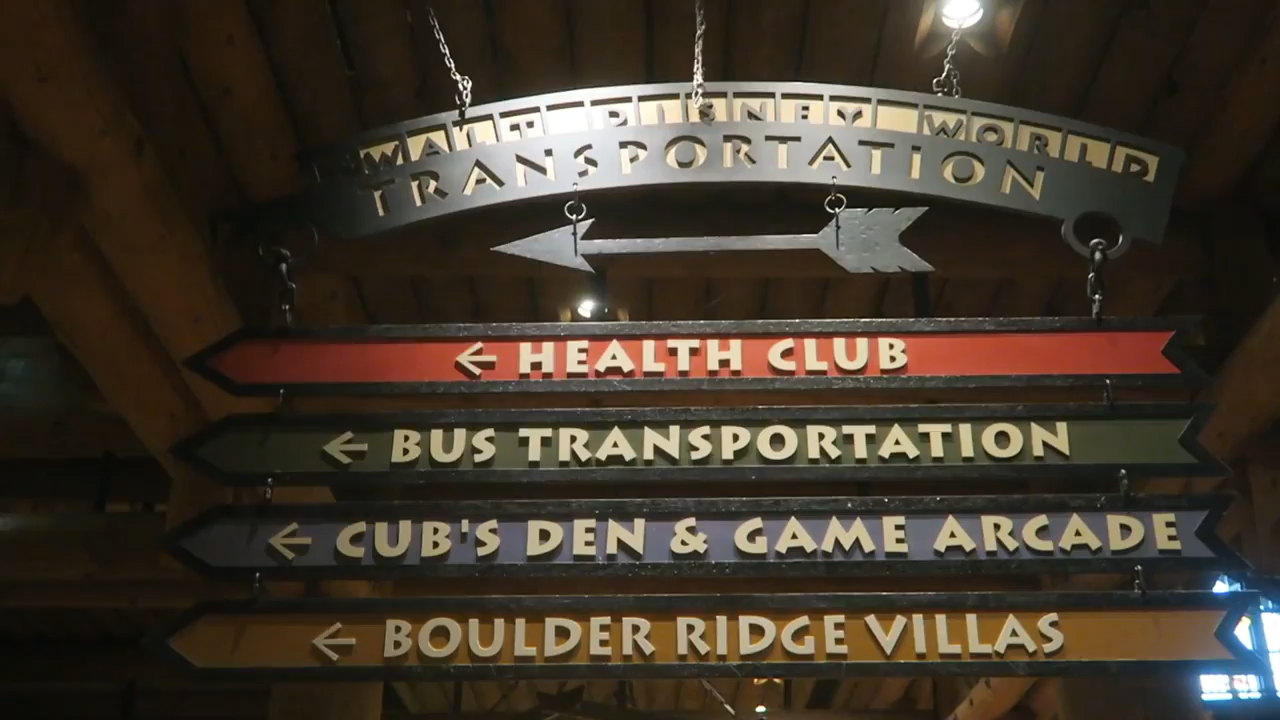 WALT DISNEY WORLD
TRANSPORTATION
← HEALTH CLUB
← BUS TRANSPORTATION
← CUB'S DEN & GAME ARCADE
← BOULDER RIDGE VILLAS